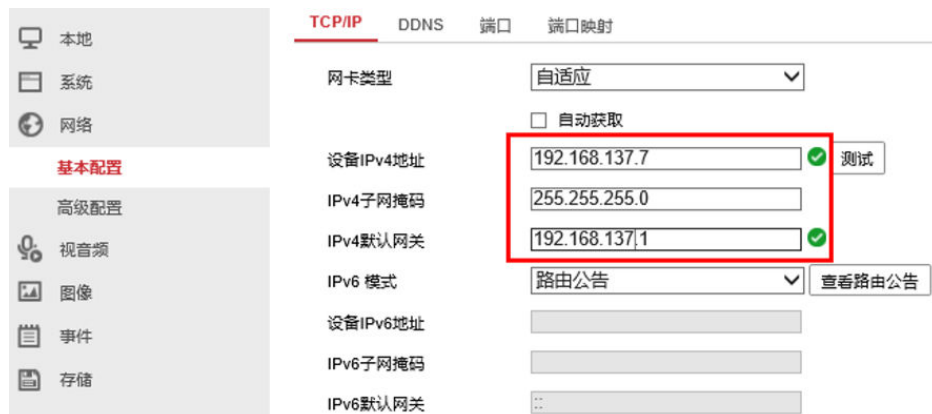 本地
系统
网络
基本配置
高级配置
视音频
图像
事件
存储
TCP/IP DDNS 端口 端口映射
网卡类型 自适应
自动获取
设备IPv4地址 192.168.137.7 测试
IPv4子网掩码 255.255.255.0
IPv4默认网关 192.168.137.1
IPv6 模式 路由公告 查看路由公告
设备IPv6地址
IPv6子网掩码
IPv6默认网关 ::